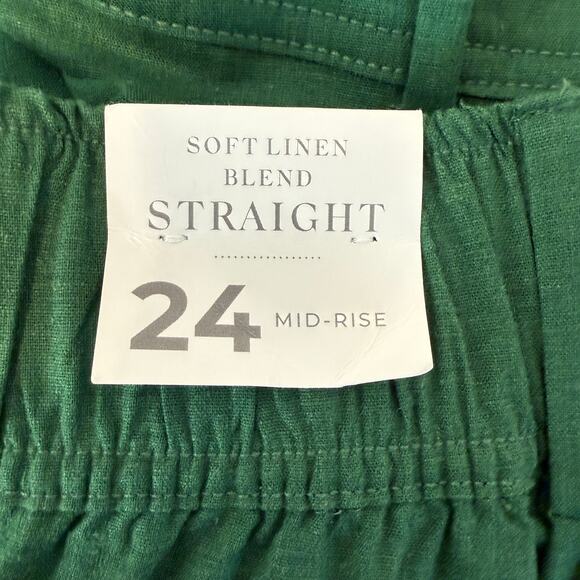 SOFT LINEN
BLEND
STRAIGHT
24 MID-RISE